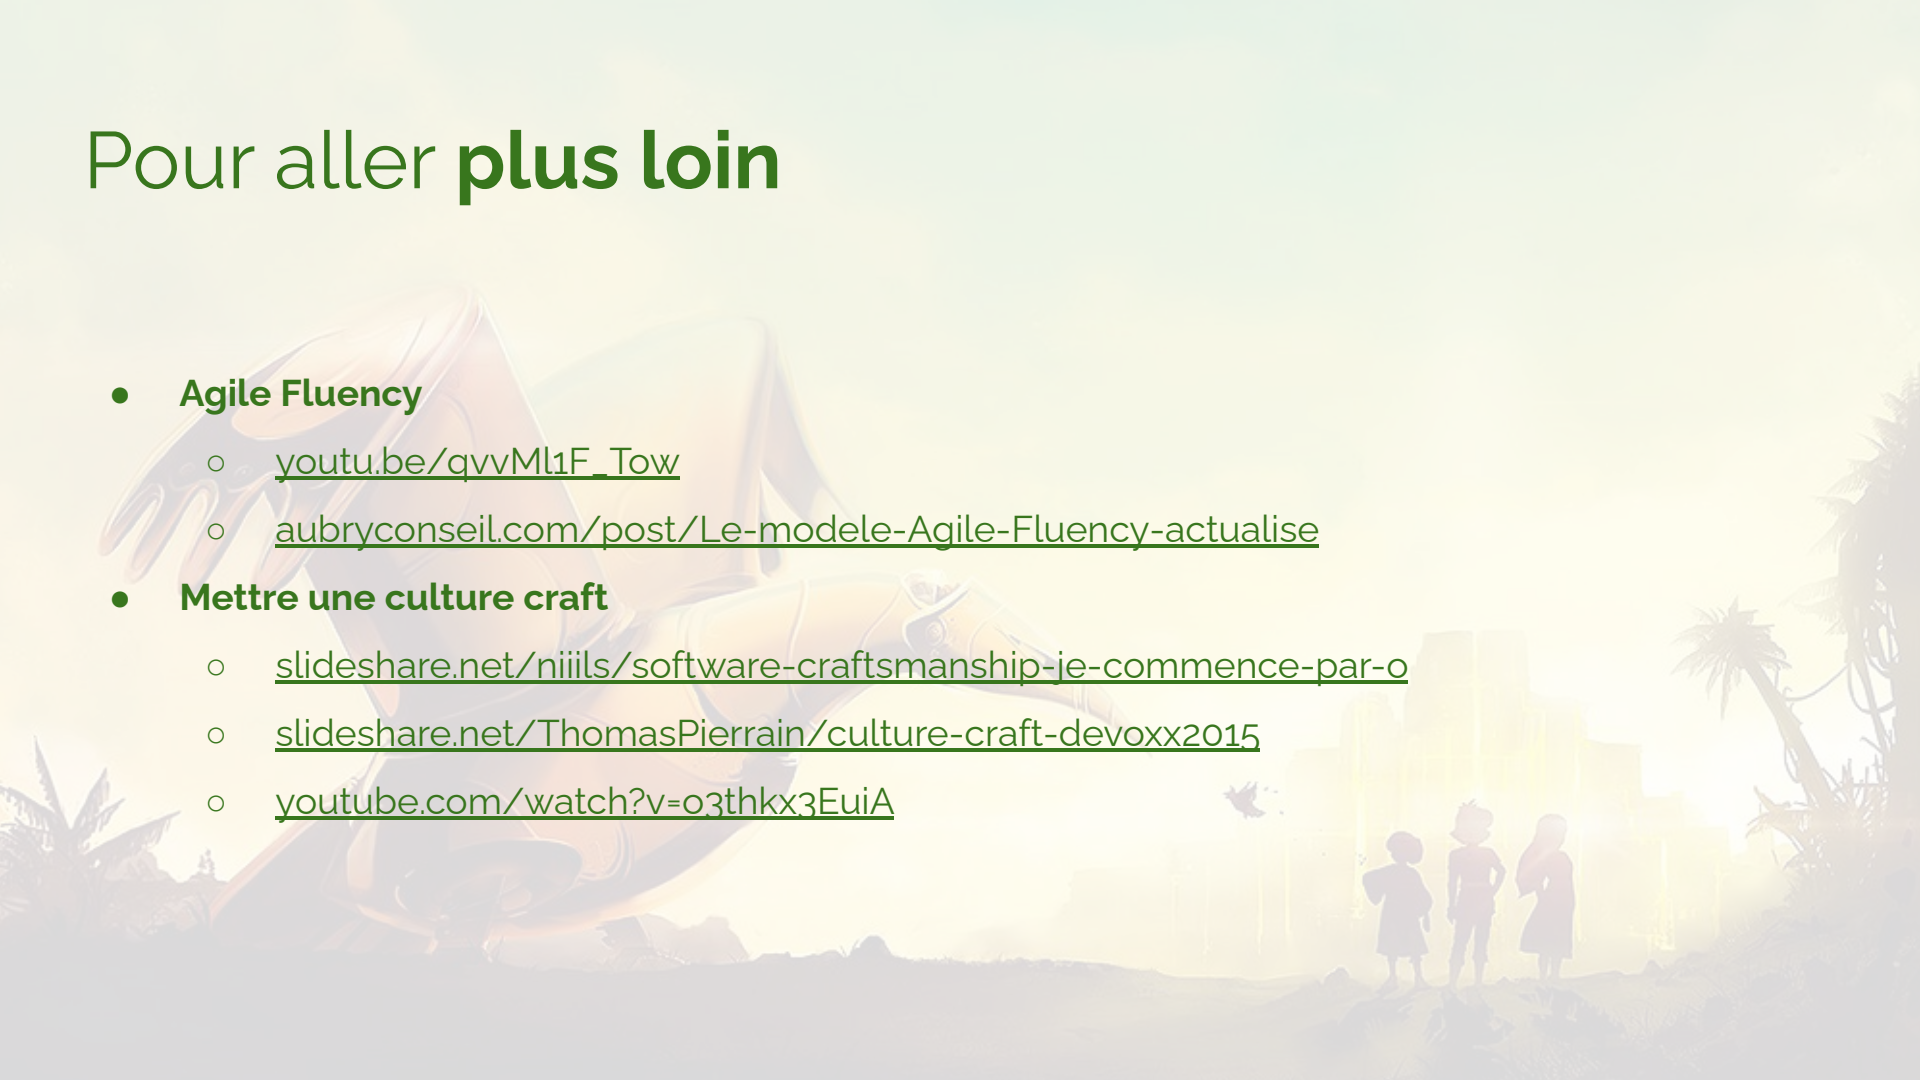 Pour aller plus loin
● Agile Fluency
○ youtu.be/qvvMl1F_Tow
○ aubryconseil.com/post/Le-modele-Agile-Fluency-actualise
● Mettre une culture craft
○ slideshare.net/niiils/software-craftsmanship-je-commence-par-o
○ slideshare.net/ThomasPierrain/culture-craft-devoxx2015
○ youtube.com/watch?v=o3thkx3EuiA